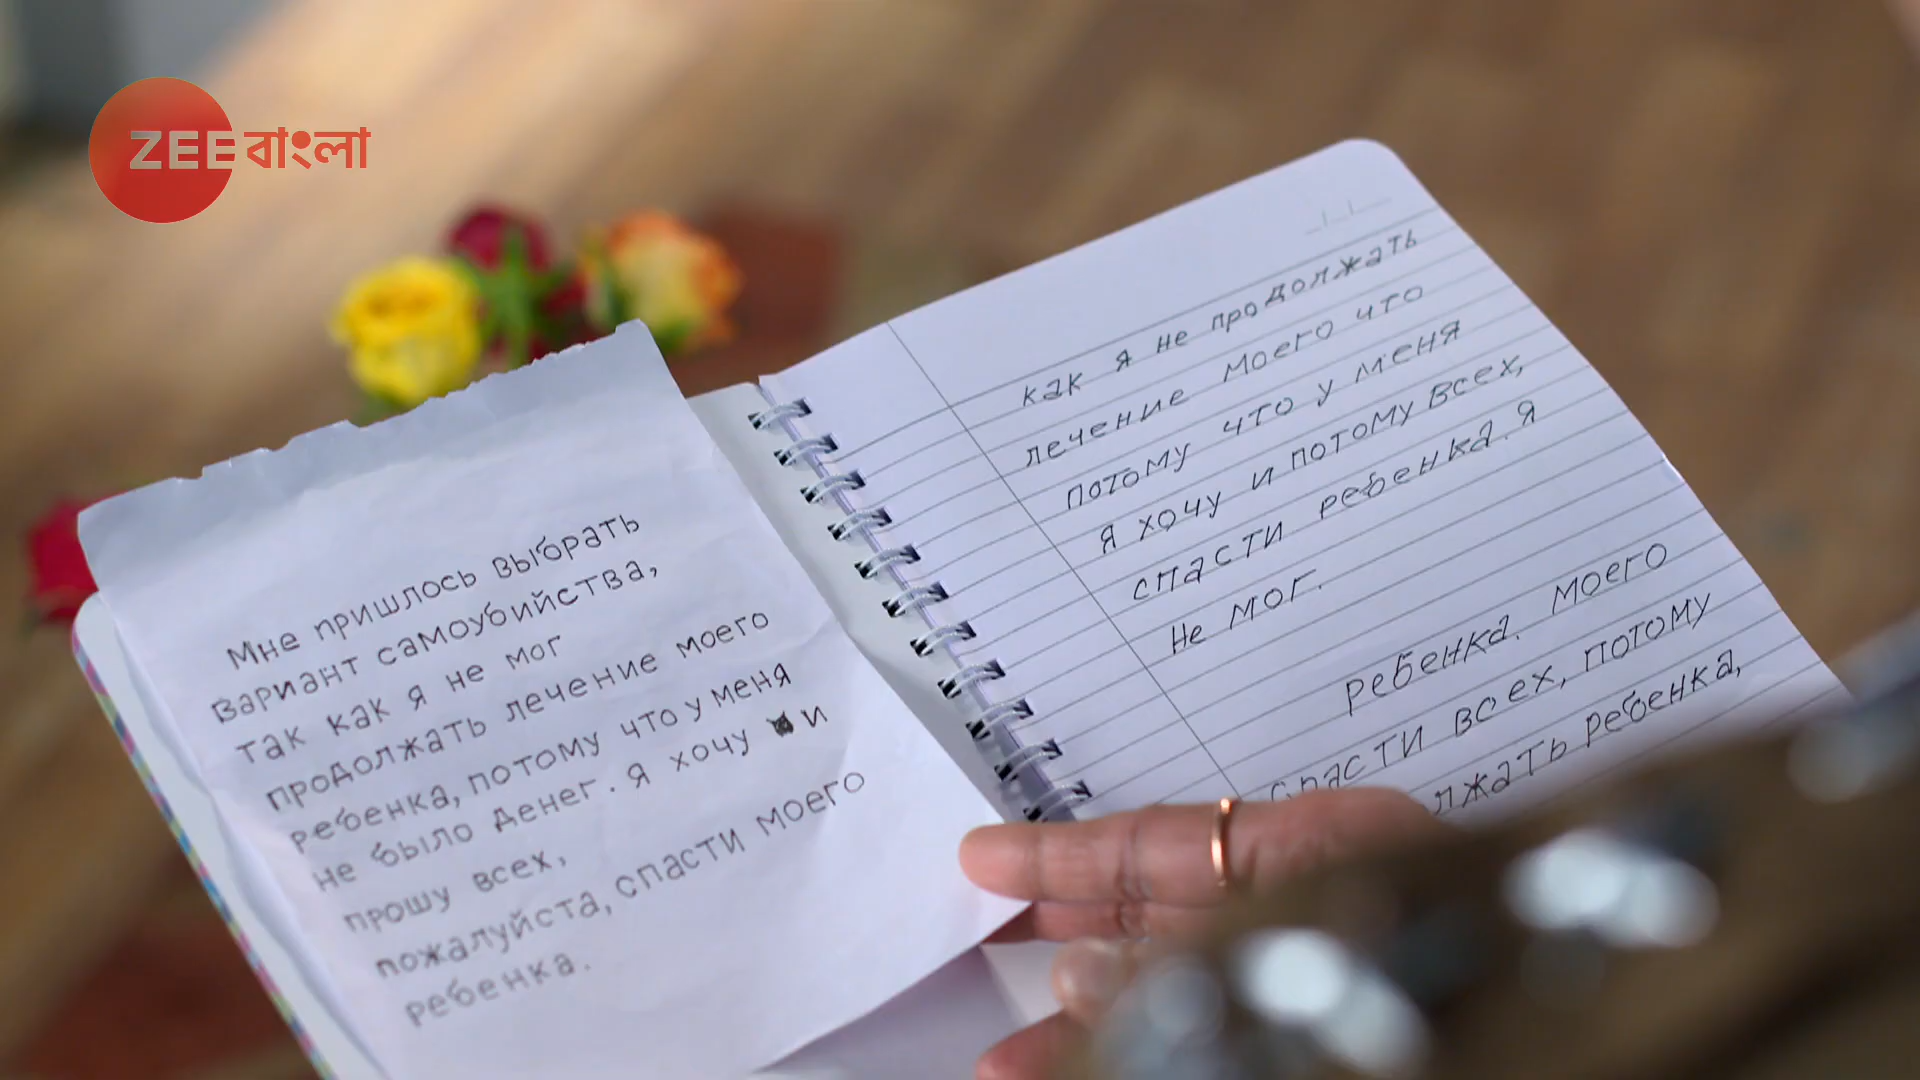 ZEE বাংলা
Мне пришлось выбрать
вариант самоубийства,
так как я не мог
продолжать лечение моего
ребенка, потому что у меня
не было денег. Я хочу и
прошу всех,
пожалуйста, спасти моего
ребенка.
как я не продолжать
лечение моего что
потому что у меня
я хочу и потому всех,
спасти ребенка. Я
не мог.
ребенка. моего
спасти всех, потому
лжать ребенка,